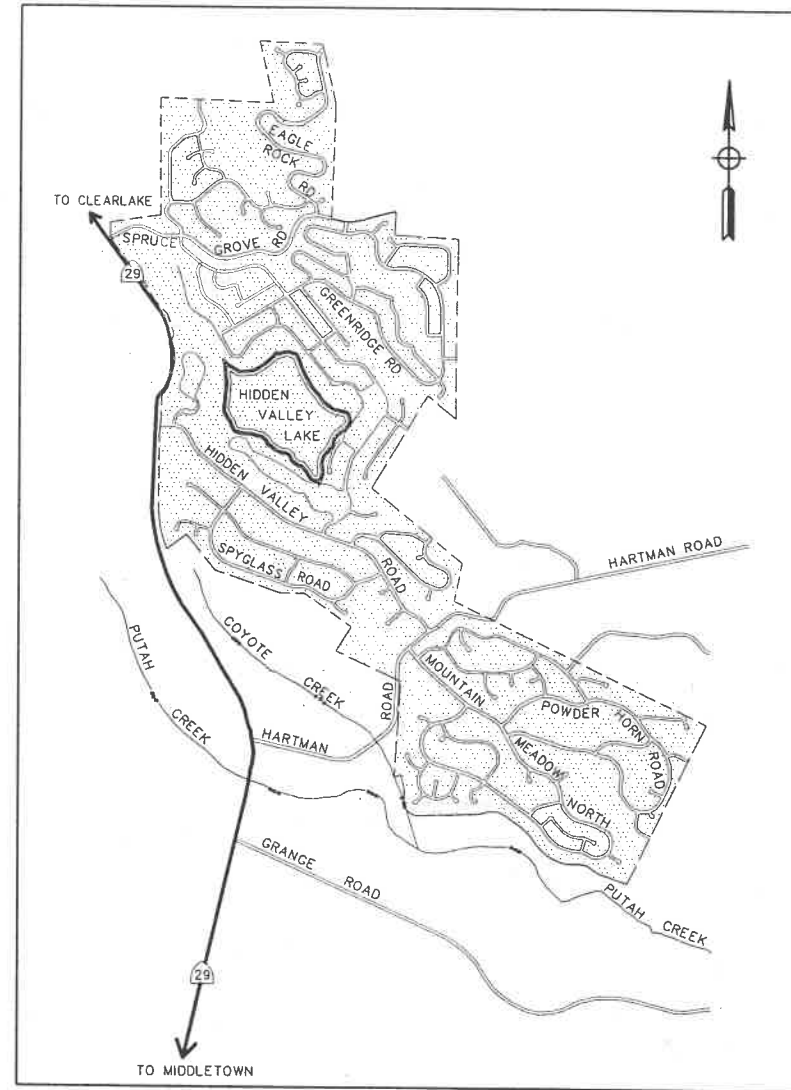 EAGLE
ROCK
RD
TO CLEARLAKE
SPRUCE
GROVE
RD
29
GREENRIDGE RD
HIDDEN
VALLEY
LAKE
HIDDEN VALLEY
ROAD
HARTMAN ROAD
SPYGLASS ROAD
COYOTE
CREEK
PUTAH
CREEK
MOUNTAIN
MEADOW
NORTH
POWDER
HORN
ROAD
HARTMAN
ROAD
GRANGE
ROAD
PUTAH CREEK
29
TO MIDDLETOWN